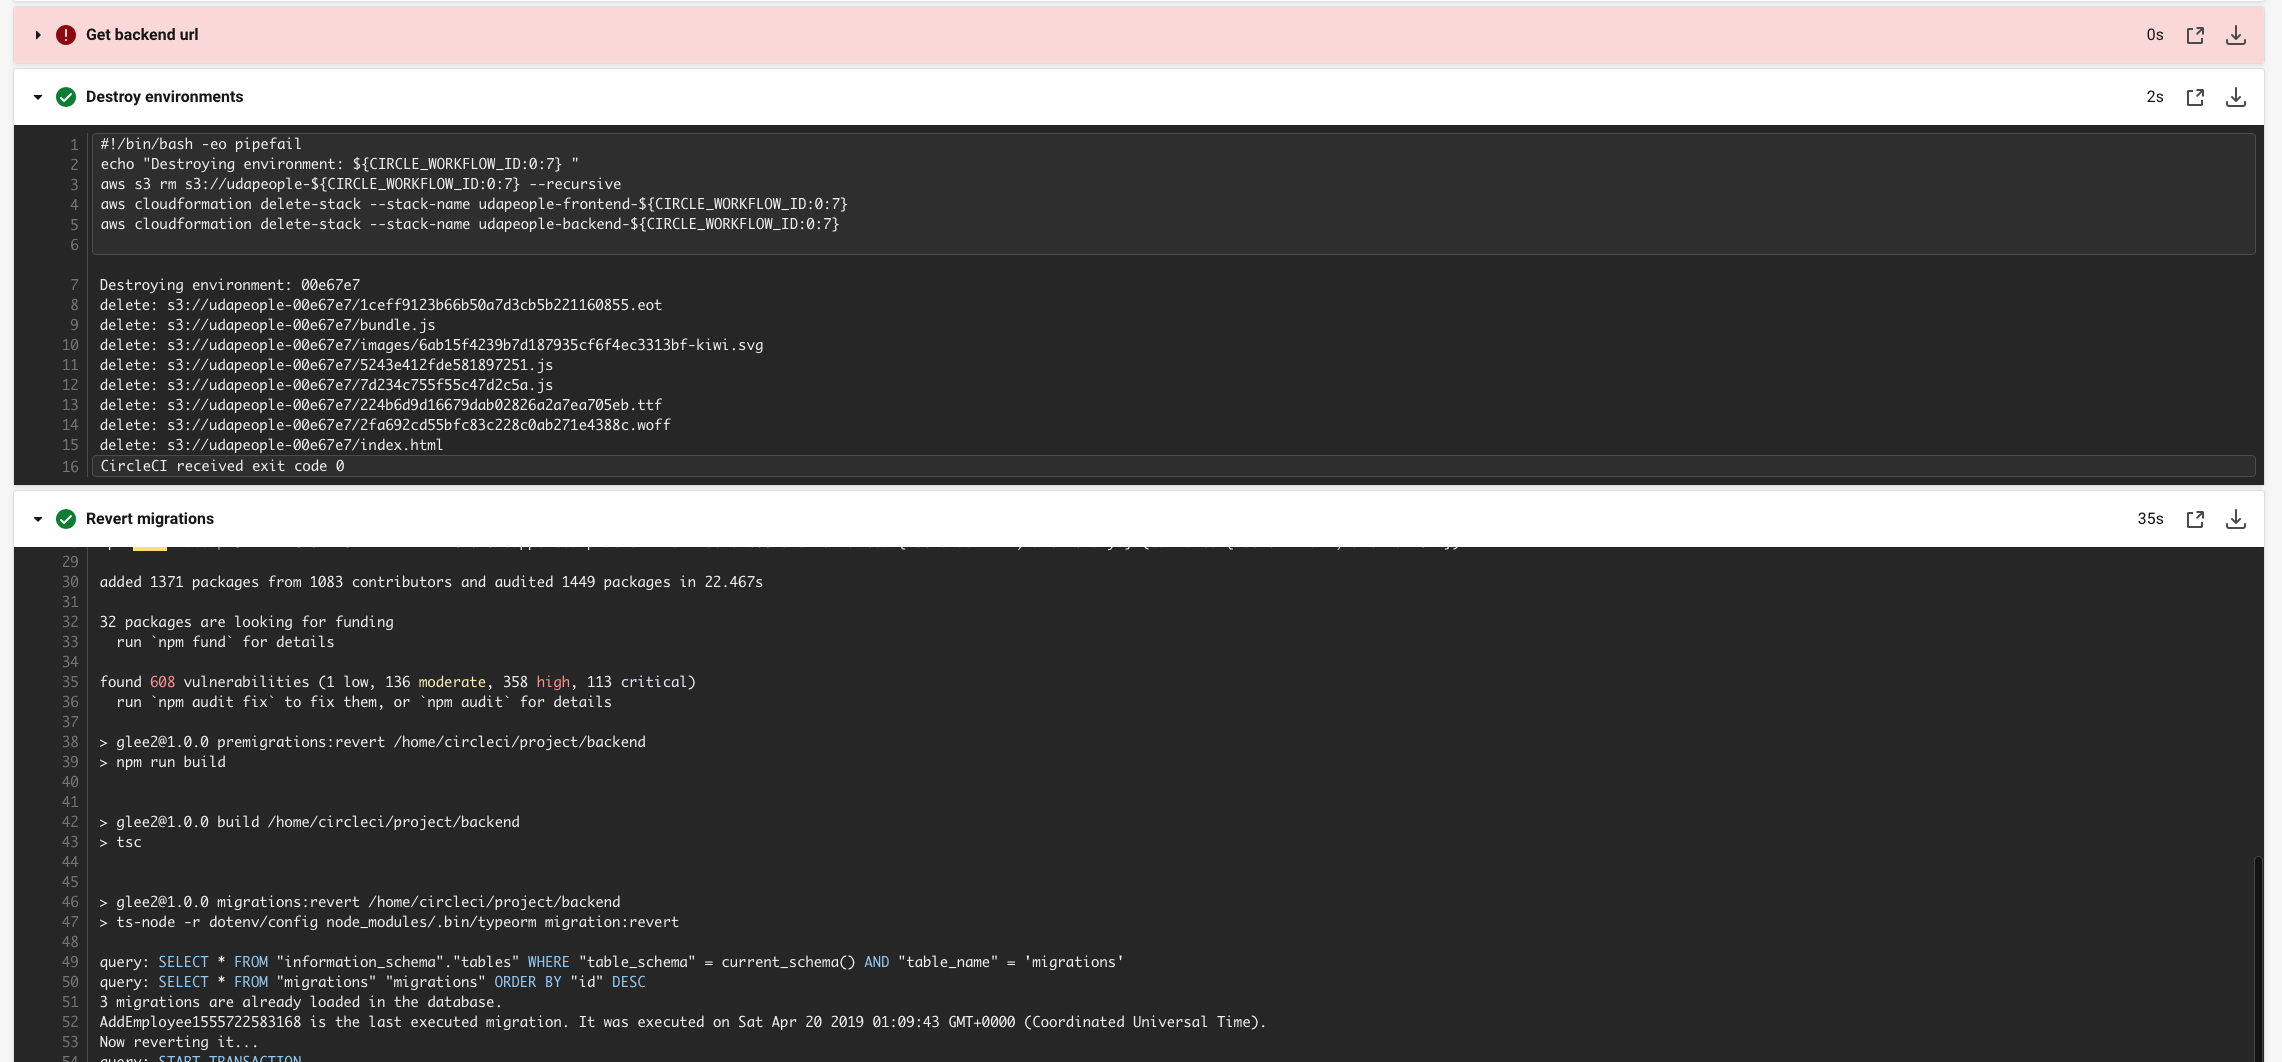 Get backend url 0s
Destroy environments 2s
1 #!/bin/bash -eo pipefail
2 echo "Destroying environment: ${CIRCLE_WORKFLOW_ID:0:7} "
3 aws s3 rm s3://udapeople-${CIRCLE_WORKFLOW_ID:0:7} --recursive
4 aws cloudformation delete-stack --stack-name udapeople-frontend-${CIRCLE_WORKFLOW_ID:0:7}
5 aws cloudformation delete-stack --stack-name udapeople-backend-${CIRCLE_WORKFLOW_ID:0:7}
6
7 Destroying environment: 00e67e7
8 delete: s3://udapeople-00e67e7/1ceff9123b66b50a7d3cb5b221160855.eot
9 delete: s3://udapeople-00e67e7/bundle.js
10 delete: s3://udapeople-00e67e7/images/6ab15f4239b7d187935cf6f4ec3313bf-kiwi.svg
11 delete: s3://udapeople-00e67e7/5243e412fde581897251.js
12 delete: s3://udapeople-00e67e7/7d234c755f55c47d2c5a.js
13 delete: s3://udapeople-00e67e7/224b6d9d16679dab02826a2a7ea705eb.ttf
14 delete: s3://udapeople-00e67e7/2fa692cd55bfc83c228c0ab271e4388c.woff
15 delete: s3://udapeople-00e67e7/index.html
16 CircleCI received exit code 0
Revert migrations 35s
29
30 added 1371 packages from 1083 contributors and audited 1449 packages in 22.467s
31
32 32 packages are looking for funding
33 run `npm fund` for details
34
35 found 608 vulnerabilities (1 low, 136 moderate, 358 high, 113 critical)
36 run `npm audit fix` to fix them, or `npm audit` for details
37
38 > glee2@1.0.0 premigrations:revert /home/circleci/project/backend
39 > npm run build
40
41
42 > glee2@1.0.0 build /home/circleci/project/backend
43 > tsc
44
45
46 > glee2@1.0.0 migrations:revert /home/circleci/project/backend
47 > ts-node -r dotenv/config node_modules/.bin/typeorm migration:revert
48
49 query: SELECT * FROM "information_schema"."tables" WHERE "table_schema" = current_schema() AND "table_name" = 'migrations'
50 query: SELECT * FROM "migrations" "migrations" ORDER BY "id" DESC
51 3 migrations are already loaded in the database.
52 AddEmployee1555722583168 is the last executed migration. It was executed on Sat Apr 20 2019 01:09:43 GMT+0000 (Coordinated Universal Time).
53 Now reverting it...
54 query: START TRANSACTION